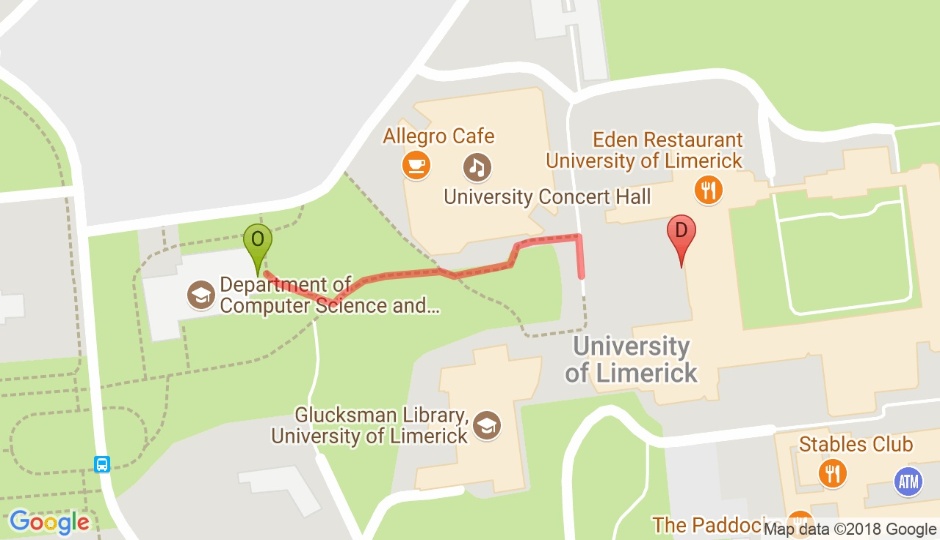 Allegro Cafe
Eden Restaurant
University of Limerick
University Concert Hall
O
D
Department of
Computer Science and...
University
of Limerick
Glucksman Library,
University of Limerick
Stables Club
ATM
The Paddoc
Google
Map data ©2018 Google